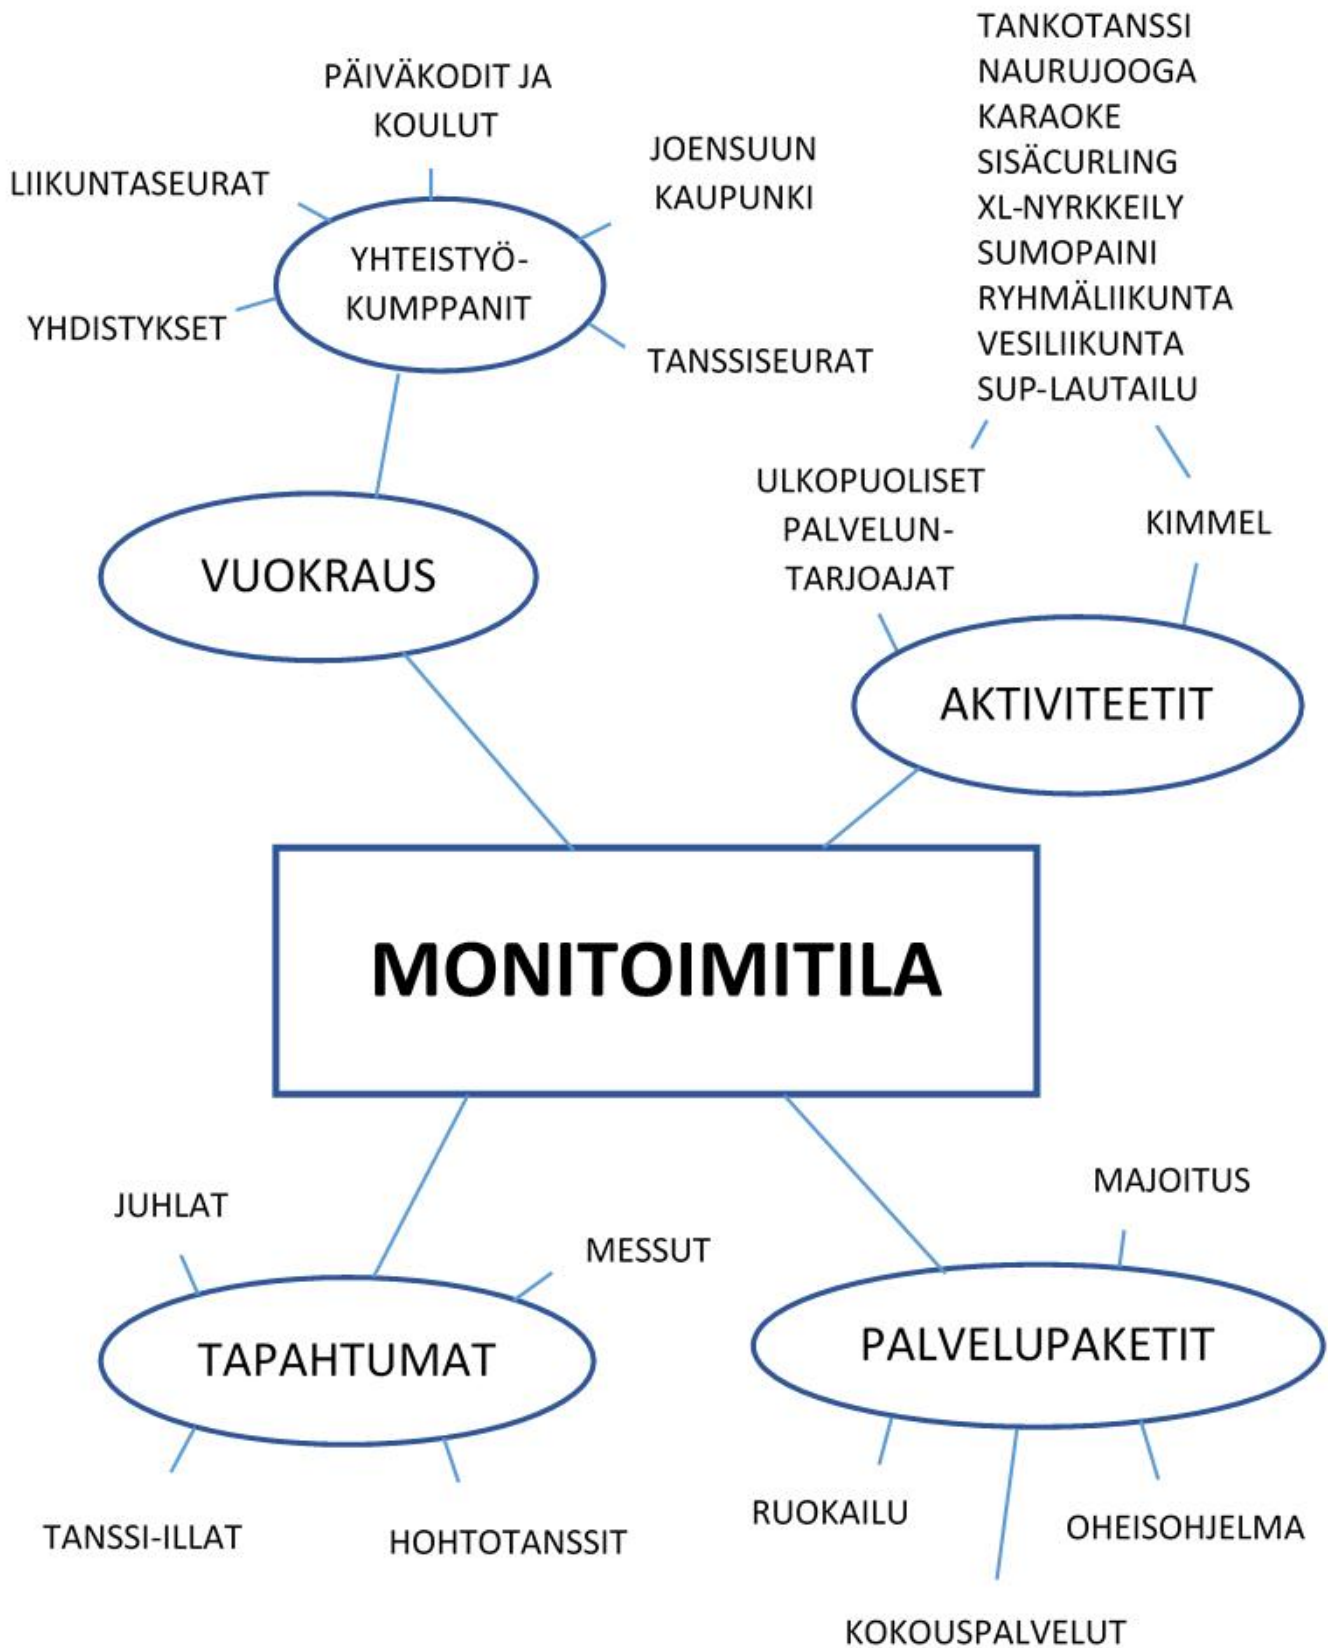 TANKOTANSSI
NAURUJOOGA
KARAOKE
SISÄCURLING
XL-NYRKKEILY
SUMOPAINI
RYHMÄLIIKUNTA
VESILIIKUNTA
SUP-LAUTAILU
PÄIVÄKODIT JA
KOULUT
JOENSUUN
KAUPUNKI
LIIKUNTASEURAT
YHTEISTYÖ-
KUMPPANIT
YHDISTYKSET
TANSSISEURAT
ULKOPUOLISET
PALVELUN-
TARJOAJAT
KIMMEL
VUOKRAUS
AKTIVITEETIT
MONITOIMITILA
JUHLAT
MESSUT
MAJOITUS
TAPAHTUMAT
PALVELUPAKETIT
TANSSI-ILLAT
HOHTOTANSSIT
RUOKAILU
OHEISOHJELMA
KOKOUSPALVELUT